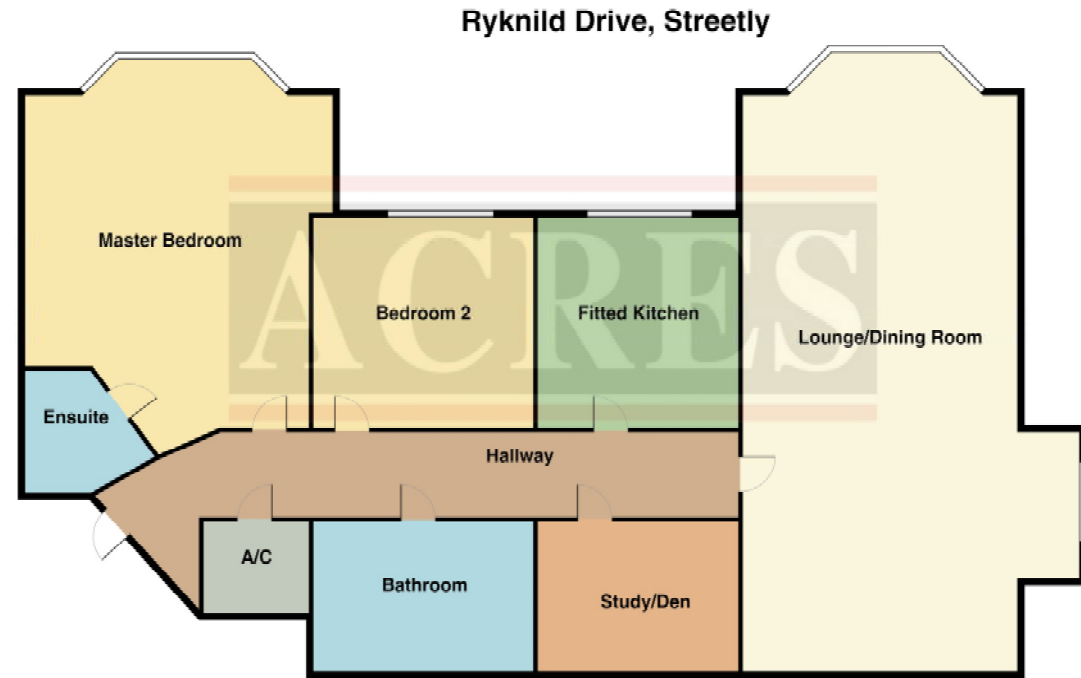 Ryknild Drive, Streetly
ACRES
Master Bedroom
Bedroom 2
Fitted Kitchen
Lounge/Dining Room
Ensuite
Hallway
A/C
Bathroom
Study/Den